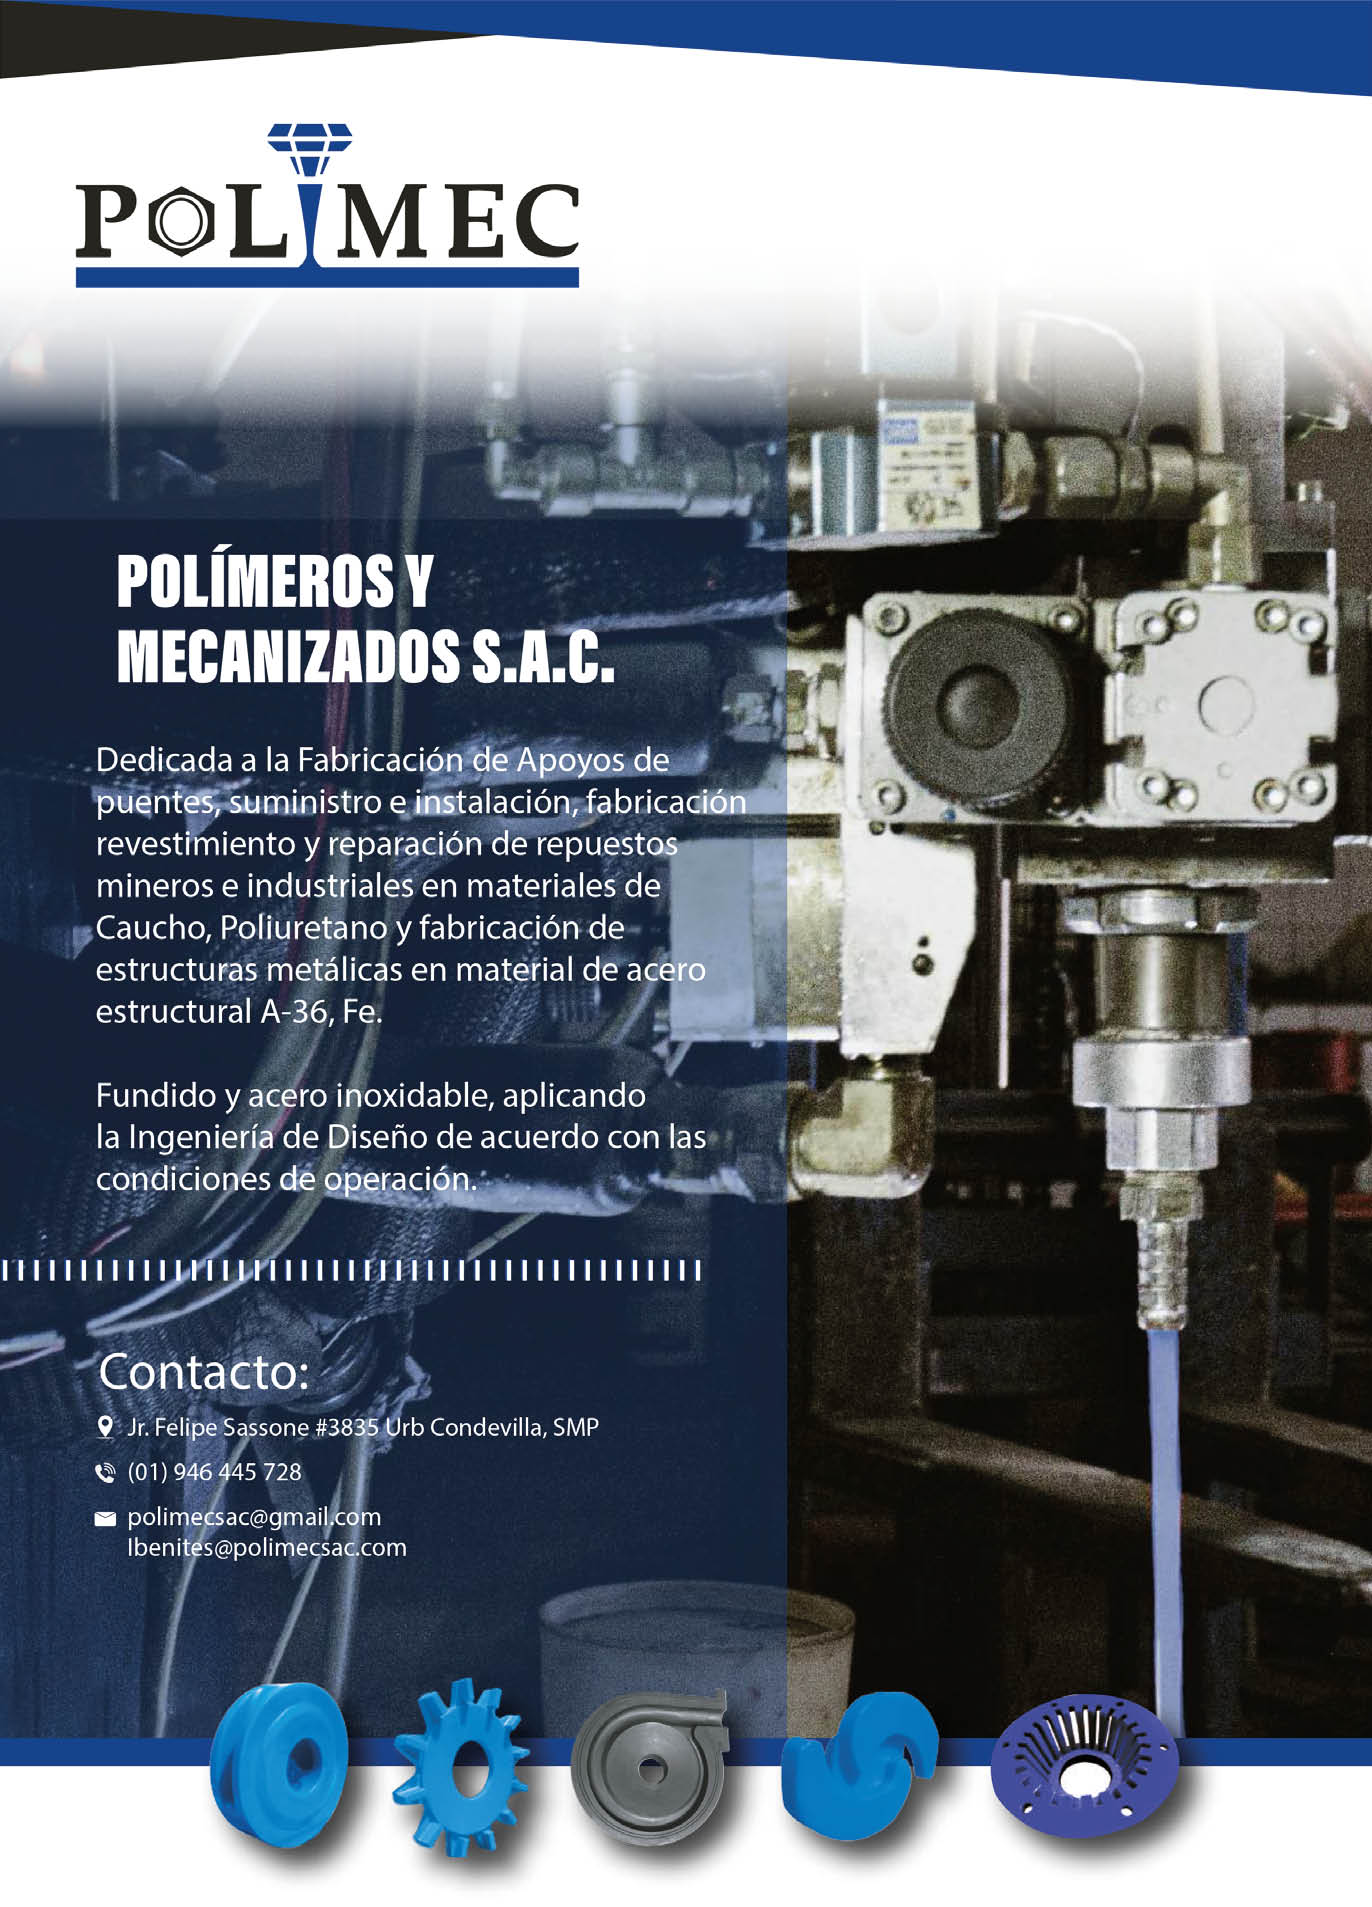 POLIMEC
POLÍMEROS Y
MECANIZADOS S.A.C.
Dedicada a la Fabricación de Apoyos de
puentes, suministro e instalación, fabricación
revestimiento y reparación de repuestos
mineros e industriales en materiales de
Caucho, Poliuretano y fabricación de
estructuras metálicas en material de acero
estructural A-36, Fe.
Fundido y acero inoxidable, aplicando
la Ingeniería de Diseño de acuerdo con las
condiciones de operación.
Contacto:
Jr. Felipe Sassone #3835 Urb Condevilla, SMP
(01) 946 445 728
polimecsac@gmail.com
lbenites@polimecsac.com